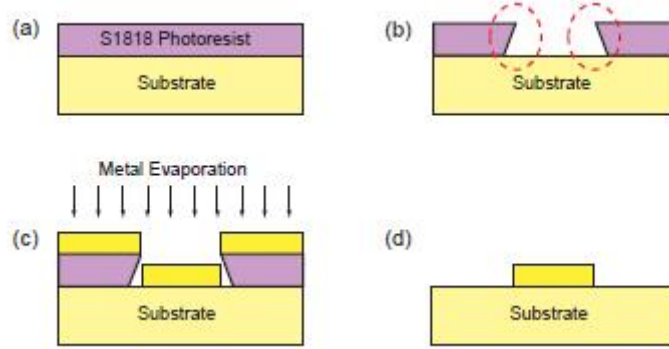 (a)
S1818 Photoresist
Substrate
(b)
Substrate
Metal Evaporation
(c)
Substrate
(d)
Substrate